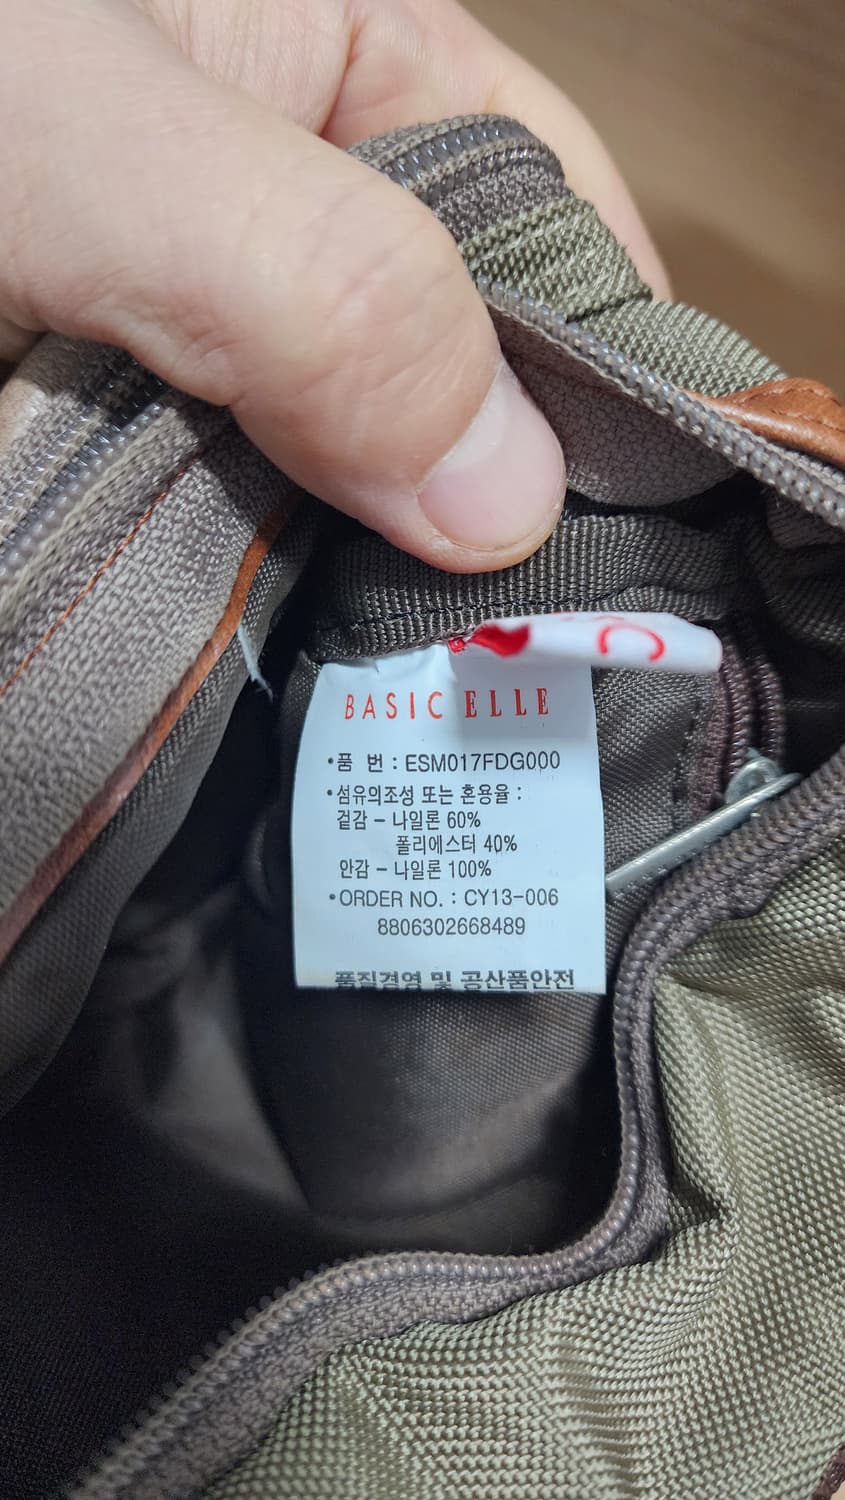 BASIC ELLE
•품 번 : ESM017FDG000
•섬유의조성 또는 혼용율 :
겉감 - 나일론 60%
폴리에스터 40%
안감 - 나일론 100%
•ORDER NO. : CY13-006
8806302668489
품질경영 및 공산품안전